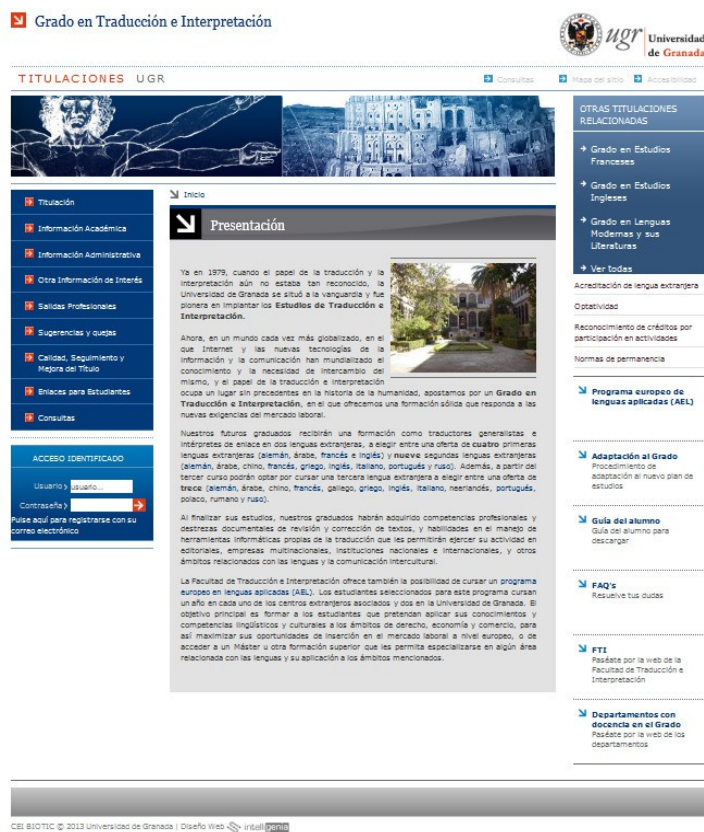 Grado en Traducción e Interpretación
ugr Universidad
de Granada
TITULACIONES UGR
Consultas
Mapa del sitio
Accesibilidad
OTRAS TITULACIONES
RELACIONADAS
Grado en Estudios
Franceses
Grado en Estudios
Ingleses
Grado en Lenguas
Modernas y sus
Literaturas
Ver todas
Acreditación de lengua extranjera
Optatividad
Reconocimiento de créditos por
participación en actividades
Normas de permanencia
Programa europeo de
lenguas aplicadas (AEL)
Adaptación al Grado
Procedimiento de
adaptación al nuevo plan de
estudios
Guía del alumno
Guía del alumno para
descargar
FAQ's
Resuelve tus dudas
FTI
Paséate por la web de la
Facultad de Traducción e
Interpretación
Departamentos con
docencia en el Grado
Paséate por la web de los
departamentos
Titulación
Información Académica
Información Administrativa
Otra Información de Interés
Salidas Profesionales
Sugerencias y quejas
Calidad, Seguimiento y
Mejora del Título
Enlaces para Estudiantes
Consultas
ACCESO IDENTIFICADO
Usuario usuario...
Contraseña
Pulse aquí para registrarse con su
correo electrónico
Inicio
Presentación
Ya en 1979, cuando el papel de la traducción y la
interpretación aún no estaba tan reconocido, la
Universidad de Granada se situó a la vanguardia y fue
pionera en implantar los Estudios de Traducción e
Interpretación.
Ahora, en un mundo cada vez más globalizado, en el
que Internet y las nuevas tecnologías de la
información y la comunicación han mundializado el
conocimiento y la necesidad de intercambio del
mismo, y el papel de la traducción e interpretación
ocupa un lugar sin precedentes en la historia de la humanidad, apostamos por un Grado en
Traducción e Interpretación, en el que ofrecemos una formación sólida que responda a las
nuevas exigencias del mercado laboral.
Nuestros futuros graduados recibirán una formación como traductores generalistas e
intérpretes de enlace en dos lenguas extranjeras, a elegir entre una oferta de cuatro primeras
lenguas extranjeras (alemán, árabe, francés e inglés) y nueve segundas lenguas extranjeras
(alemán, árabe, chino, francés, griego, inglés, italiano, portugués y ruso). Además, a partir del
tercer curso podrán optar por cursar una tercera lengua extranjera a elegir entre una oferta de
trece (alemán, árabe, chino, francés, gallego, griego, inglés, italiano, neerlandés, portugués,
polaco, rumano y ruso).
Al finalizar sus estudios, nuestros graduados habrán adquirido competencias profesionales y
destrezas documentales de revisión y corrección de textos, y habilidades en el manejo de
herramientas informáticas propias de la traducción que les permitirán ejercer su actividad en
editoriales, empresas multinacionales, instituciones nacionales e internacionales, y otros
ámbitos relacionados con las lenguas y la comunicación intercultural.
La Facultad de Traducción e Interpretación ofrece también la posibilidad de cursar un programa
europeo en lenguas aplicadas (AEL). Los estudiantes seleccionados para este programa cursan
un año en cada uno de los centros extranjeros asociados y dos en la Universidad de Granada. El
objetivo principal es formar a los estudiantes que pretendan aplicar sus conocimientos y
competencias lingüísticos y culturales a los ámbitos de derecho, economía y comercio, para
así maximizar sus oportunidades de inserción en el mercado laboral a nivel europeo, o de
acceder a un Máster u otra formación superior que les permita especializarse en algún área
relacionada con las lenguas y su aplicación a los ámbitos mencionados.
CEI BIOTIC © 2013 Universidad de Granada | Diseño Web intelligenia